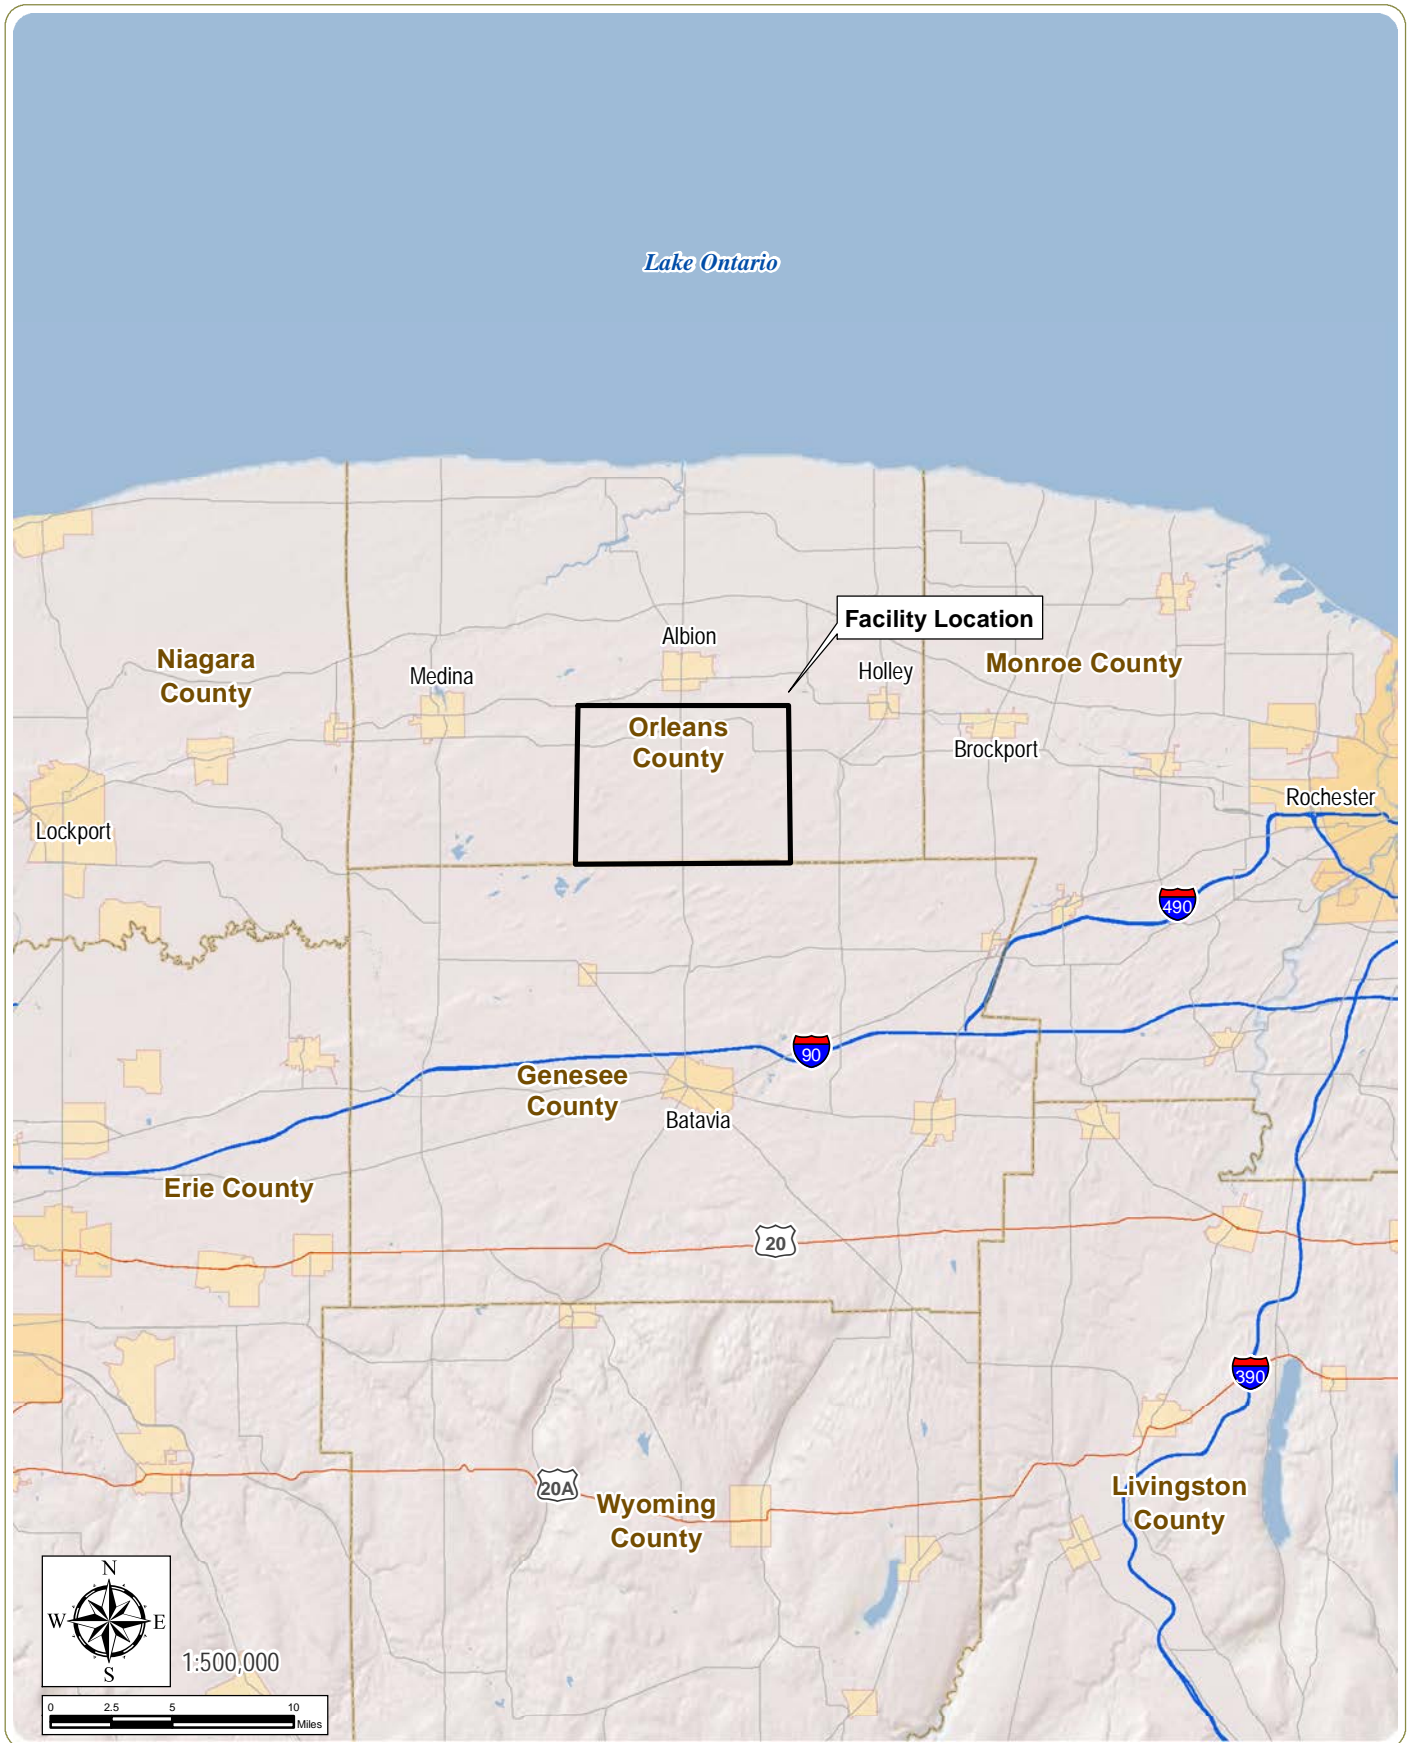 Lake Ontario
Facility Location
Albion
Niagara
County
Medina
Holley
Monroe County
Orleans
County
Brockport
Rochester
Lockport
490
90
Genesee
County
Batavia
Erie County
20
390
20A
Wyoming
County
Livingston
County
N
W
E
S
1:500,000
0 2.5 5 10
Miles